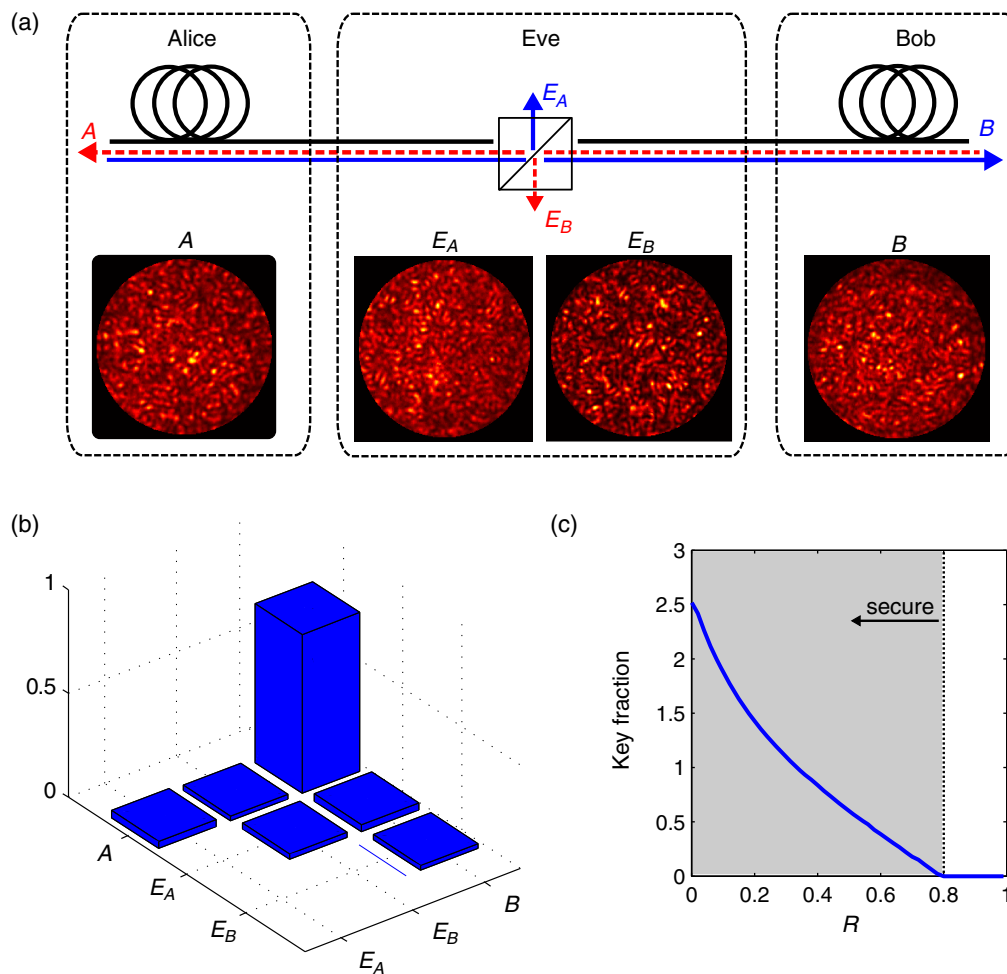 (a)
Alice
Eve
Bob
A
E_A
B
E_B
A
E_A
E_B
B
(b)
1
0.5
0
A
E_A
E_B
E_A
E_B
B
(c)
3
2.5
2
1.5
1
0.5
0
Key fraction
secure
0 0.2 0.4 0.6 0.8 1
R